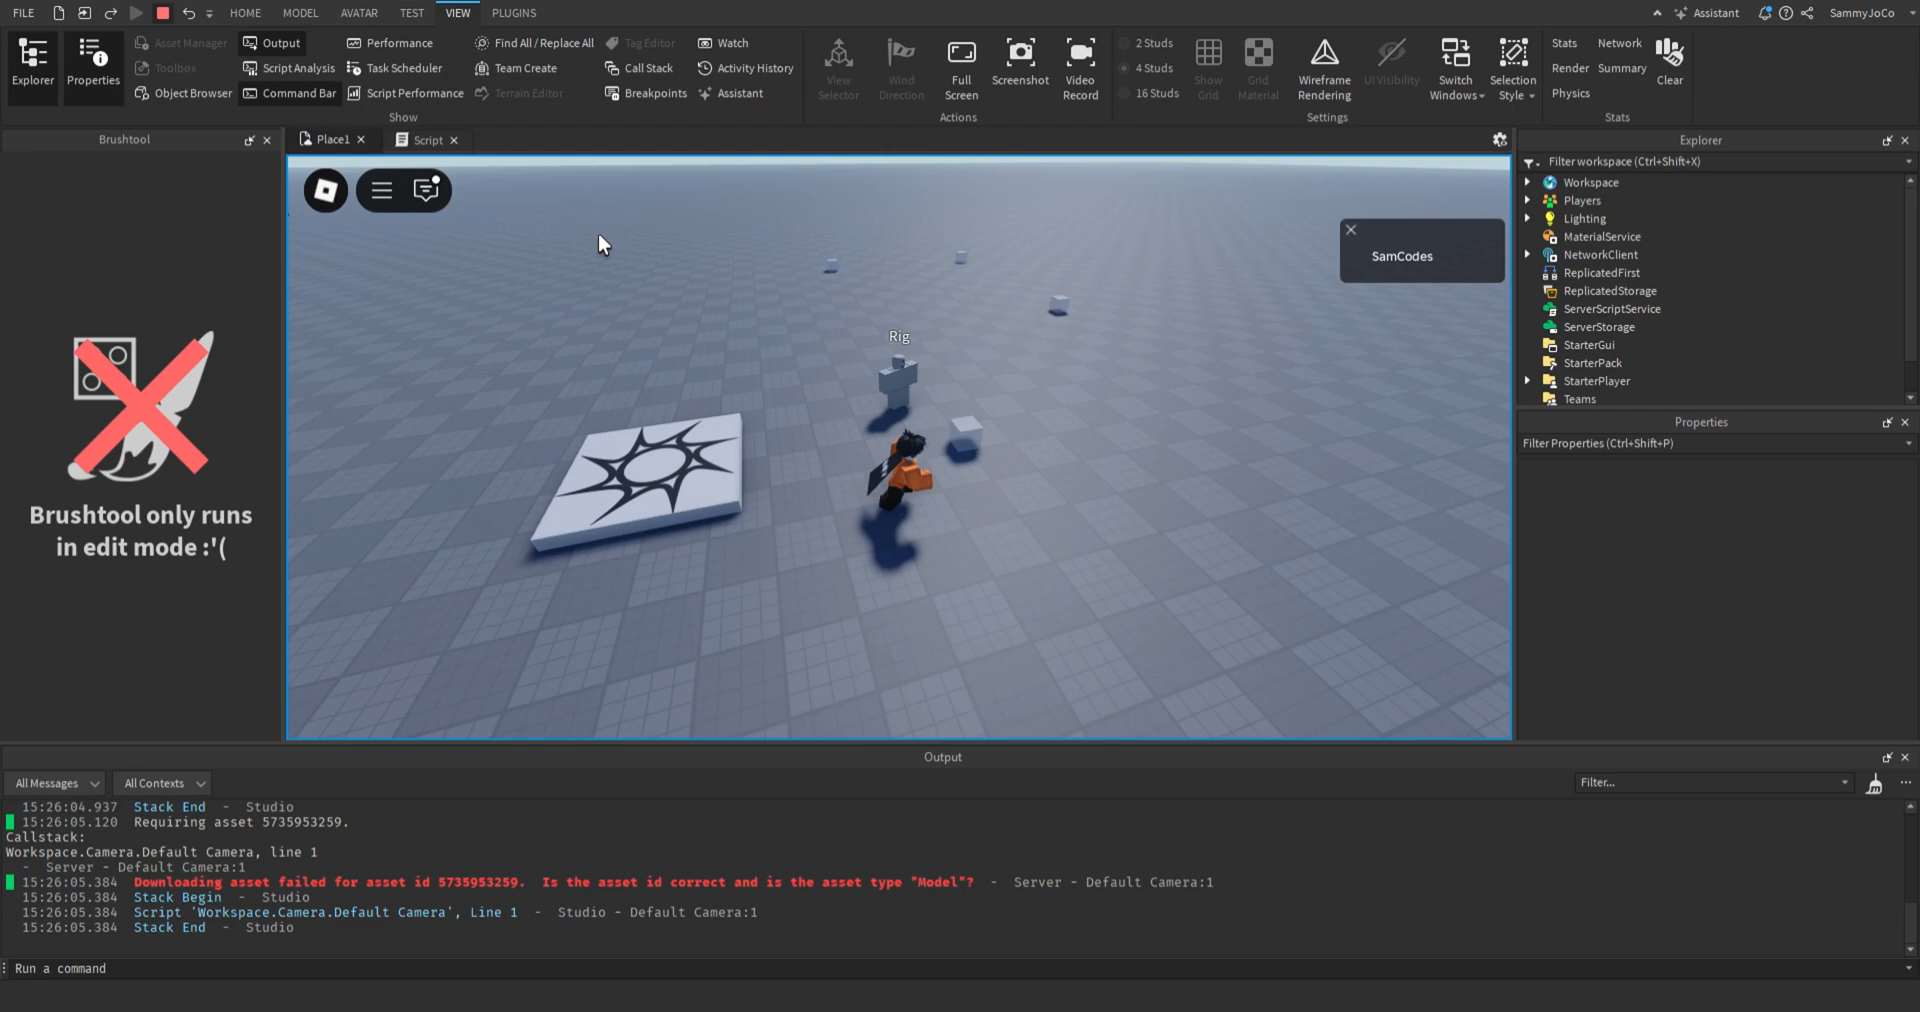 FILE HOME MODEL AVATAR TEST VIEW PLUGINS Assistant SammyJoCo
Explorer
Properties
Asset Manager
Toolbox
Object Browser
Output
Script Analysis
Command Bar
Performance
Task Scheduler
Script Performance
Find All / Replace All
Team Create
Terrain Editor
Tag Editor
Call Stack
Breakpoints
Watch
Activity History
Assistant
Show
View
Selector
Wind
Direction
Full
Screen
Screenshot
Video
Record
Actions
2 Studs
4 Studs
16 Studs
Show
Grid
Grid
Material
Wireframe
Rendering
UI Visibility
Switch
Windows
Selection
Style
Settings
Stats
Render
Physics
Network
Summary
Clear
Stats
Brushtool
Brushtool only runs
in edit mode :'(
Place1
Script
Rig
SamCodes
Explorer
Filter workspace (Ctrl+Shift+X)
Workspace
Players
Lighting
MaterialService
NetworkClient
ReplicatedFirst
ReplicatedStorage
ServerScriptService
ServerStorage
StarterGui
StarterPack
StarterPlayer
Teams
Properties
Filter Properties (Ctrl+Shift+P)
Output
All Messages All Contexts Filter...
15:26:04.937 Stack End - Studio
15:26:05.120 Requiring asset 5735953259.
Callstack:
Workspace.Camera.Default Camera, line 1
- Server - Default Camera:1
15:26:05.384 Downloading asset failed for asset id 5735953259. Is the asset id correct and is the asset type "Model"? - Server - Default Camera:1
15:26:05.384 Stack Begin - Studio
15:26:05.384 Script 'Workspace.Camera.Default Camera', Line 1 - Studio - Default Camera:1
15:26:05.384 Stack End - Studio
Run a command